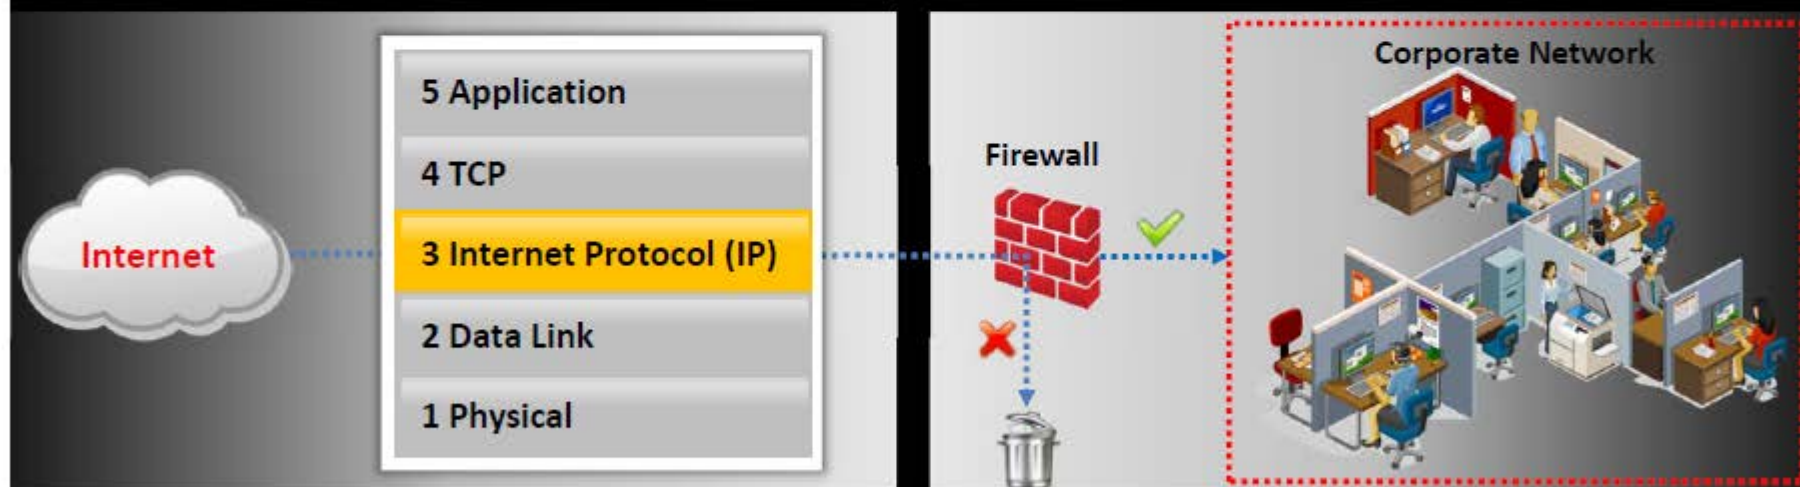 Internet
5 Application
4 TCP
3 Internet Protocol (IP)
2 Data Link
1 Physical
Firewall
Corporate Network